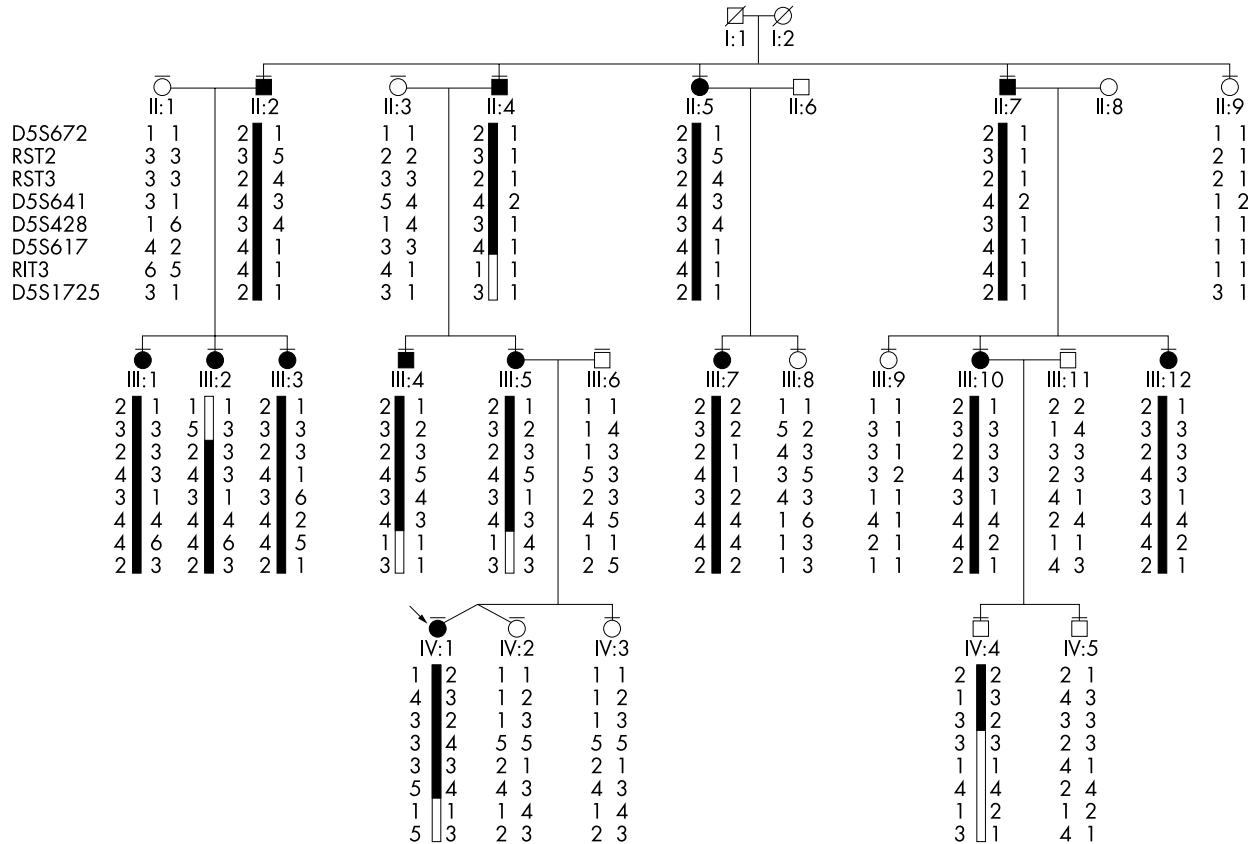 I:1 I:2
II:1 II:2 II:3 II:4 II:5 II:6 II:7 II:8 II:9
D5S672 1 1 2 1 1 1 2 1 2 1 2 1 1 1
RST2 3 3 3 5 2 2 3 1 3 5 3 1 2 1
RST3 3 3 2 4 3 3 2 1 2 4 2 1 2 1
D5S641 3 1 4 3 5 4 4 2 4 3 4 2 1 2
D5S428 1 6 3 4 1 4 3 1 3 4 3 1 1 1
D5S617 4 2 4 1 3 3 4 1 4 1 4 1 1 1
RIT3 6 5 4 1 4 1 1 1 4 1 4 1 1 1
D5S1725 3 1 2 1 3 1 3 1 2 1 2 1 3 1
III:1 III:2 III:3 III:4 III:5 III:6 III:7 III:8 III:9 III:10 III:11 III:12
2 1 1 1 2 1 2 1 2 1 1 1 2 2 1 1 1 1 2 1 2 2 2 1
3 3 5 3 3 3 3 2 3 2 1 4 3 2 5 2 3 1 3 3 1 4 3 3
2 3 2 3 2 3 2 3 2 3 1 3 2 1 4 3 3 1 2 3 3 3 2 3
4 3 4 3 4 1 4 5 4 5 5 3 4 1 3 5 3 2 4 3 3 2 4 3
3 1 3 1 3 6 3 4 3 1 2 3 3 2 4 3 1 1 3 1 4 1 3 1
4 4 4 4 4 2 4 3 4 3 4 5 4 4 1 6 4 1 4 4 2 4 4 4
4 6 4 6 4 5 1 1 1 4 1 1 4 4 1 3 2 1 4 2 1 1 4 2
2 3 2 3 2 1 3 1 3 3 2 5 2 2 1 3 1 1 2 1 4 3 2 1
IV:1 IV:2 IV:3 IV:4 IV:5
1 2 1 1 1 1 2 2 2 1
4 3 1 2 1 2 1 3 4 3
3 2 1 3 1 3 3 2 3 3
3 4 5 5 5 5 3 3 2 3
3 3 2 1 2 1 1 1 4 1
5 4 4 3 4 3 4 4 2 4
1 1 1 4 1 4 1 2 1 2
5 3 2 3 2 3 3 1 4 1